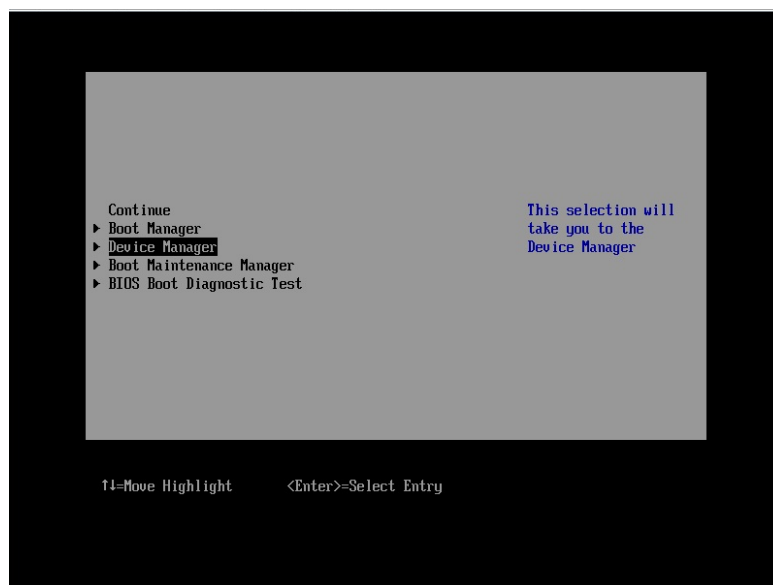 Continue
Boot Manager
Device Manager
Boot Maintenance Manager
BIOS Boot Diagnostic Test
This selection will
take you to the
Device Manager
↑↓=Move Highlight <Enter>=Select Entry